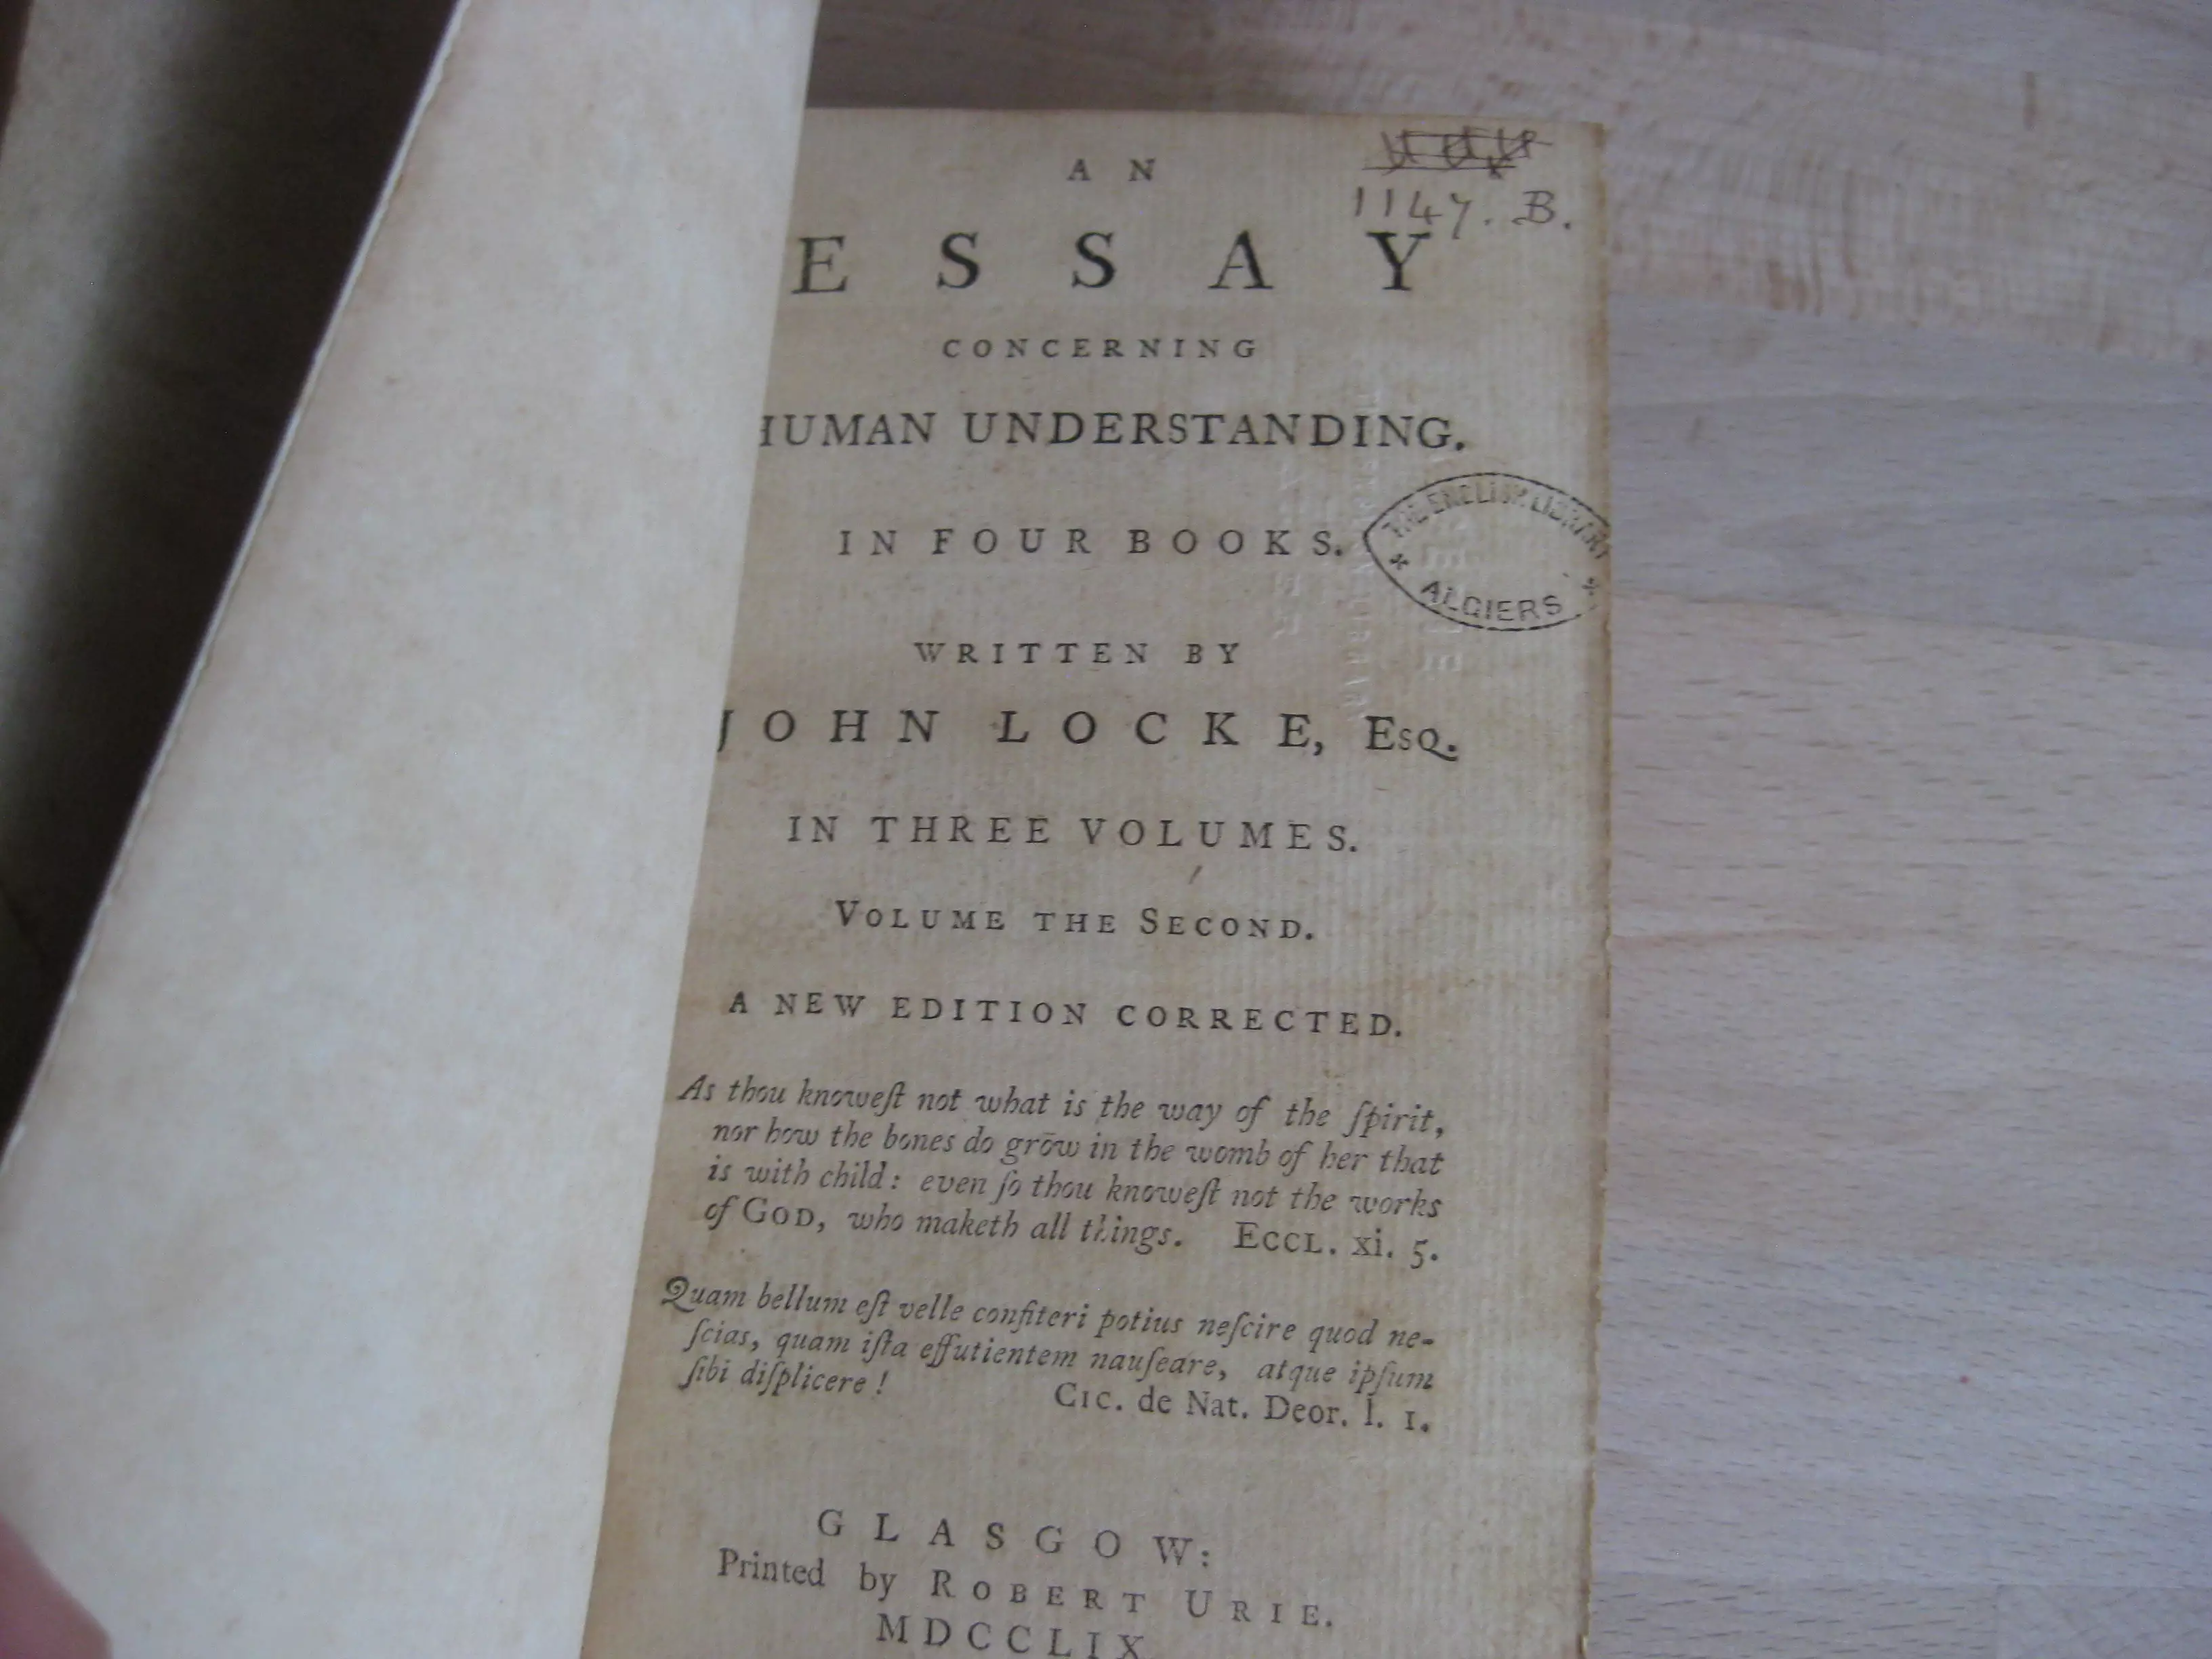 1147. B.
AN
ESSAY
CONCERNING
HUMAN UNDERSTANDING.
IN FOUR BOOKS.
THE ENGLISH LIBRARY
* ALGIERS *
WRITTEN BY
JOHN LOCKE, ESQ.
IN THREE VOLUMES.
VOLUME THE SECOND.
A NEW EDITION CORRECTED.
As thou knoweſt not what is the way of the ſpirit,
nor how the bones do grow in the womb of her that
is with child: even ſo thou knoweſt not the works
of GOD, who maketh all things. ECCL. xi. 5.
Quam bellum eſt velle confiteri potius neſcire quod ne-
ſcias, quam iſta effutientem nauſeare, atque ipſum
ſibi diſplicere! CIC. de Nat. Deor. l. 1.
GLASGOW:
Printed by ROBERT URIE.
MDCCLIX